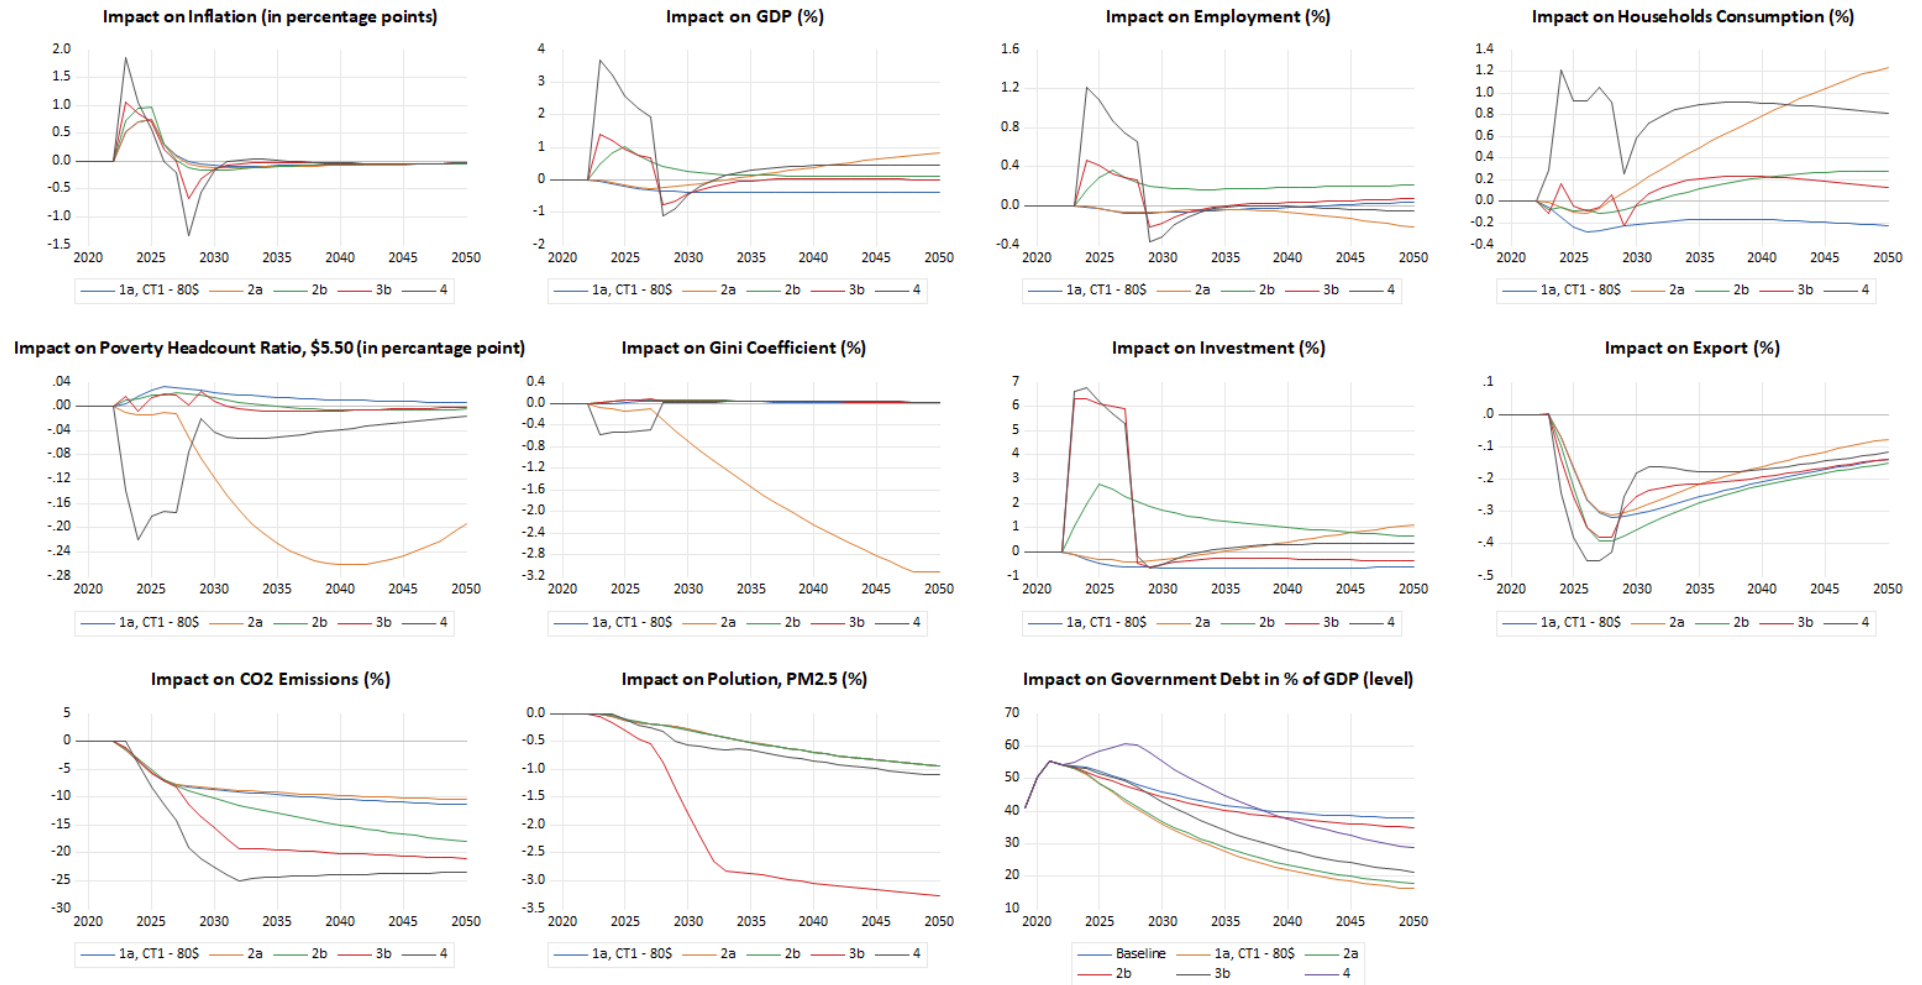 Impact on Inflation (in percentage points)
2.0
1.5
1.0
0.5
0.0
-0.5
-1.0
-1.5
2020 2025 2030 2035 2040 2045 2050
1a, CT1 - 80$ 2a 2b 3b 4
Impact on GDP (%)
4
3
2
1
0
-1
-2
2020 2025 2030 2035 2040 2045 2050
1a, CT1 - 80$ 2a 2b 3b 4
Impact on Employment (%)
1.6
1.2
0.8
0.4
0.0
-0.4
2020 2025 2030 2035 2040 2045 2050
1a, CT1 - 80$ 2a 2b 3b 4
Impact on Households Consumption (%)
1.4
1.2
1.0
0.8
0.6
0.4
0.2
0.0
-0.2
-0.4
2020 2025 2030 2035 2040 2045 2050
1a, CT1 - 80$ 2a 2b 3b 4
Impact on Poverty Headcount Ratio, $5.50 (in percantage point)
.04
.00
-.04
-.08
-.12
-.16
-.20
-.24
-.28
2020 2025 2030 2035 2040 2045 2050
1a, CT1 - 80$ 2a 2b 3b 4
Impact on Gini Coefficient (%)
0.4
0.0
-0.4
-0.8
-1.2
-1.6
-2.0
-2.4
-2.8
-3.2
2020 2025 2030 2035 2040 2045 2050
1a, CT1 - 80$ 2a 2b 3b 4
Impact on Investment (%)
7
6
5
4
3
2
1
0
-1
2020 2025 2030 2035 2040 2045 2050
1a, CT1 - 80$ 2a 2b 3b 4
Impact on Export (%)
.1
.0
-.1
-.2
-.3
-.4
-.5
2020 2025 2030 2035 2040 2045 2050
1a, CT1 - 80$ 2a 2b 3b 4
Impact on CO2 Emissions (%)
5
0
-5
-10
-15
-20
-25
-30
2020 2025 2030 2035 2040 2045 2050
1a, CT1 - 80$ 2a 2b 3b 4
Impact on Polution, PM2.5 (%)
0.0
-0.5
-1.0
-1.5
-2.0
-2.5
-3.0
-3.5
2020 2025 2030 2035 2040 2045 2050
1a, CT1 - 80$ 2a 2b 3b 4
Impact on Government Debt in % of GDP (level)
70
60
50
40
30
20
10
2020 2025 2030 2035 2040 2045 2050
Baseline 1a, CT1 - 80$ 2a
2b 3b 4